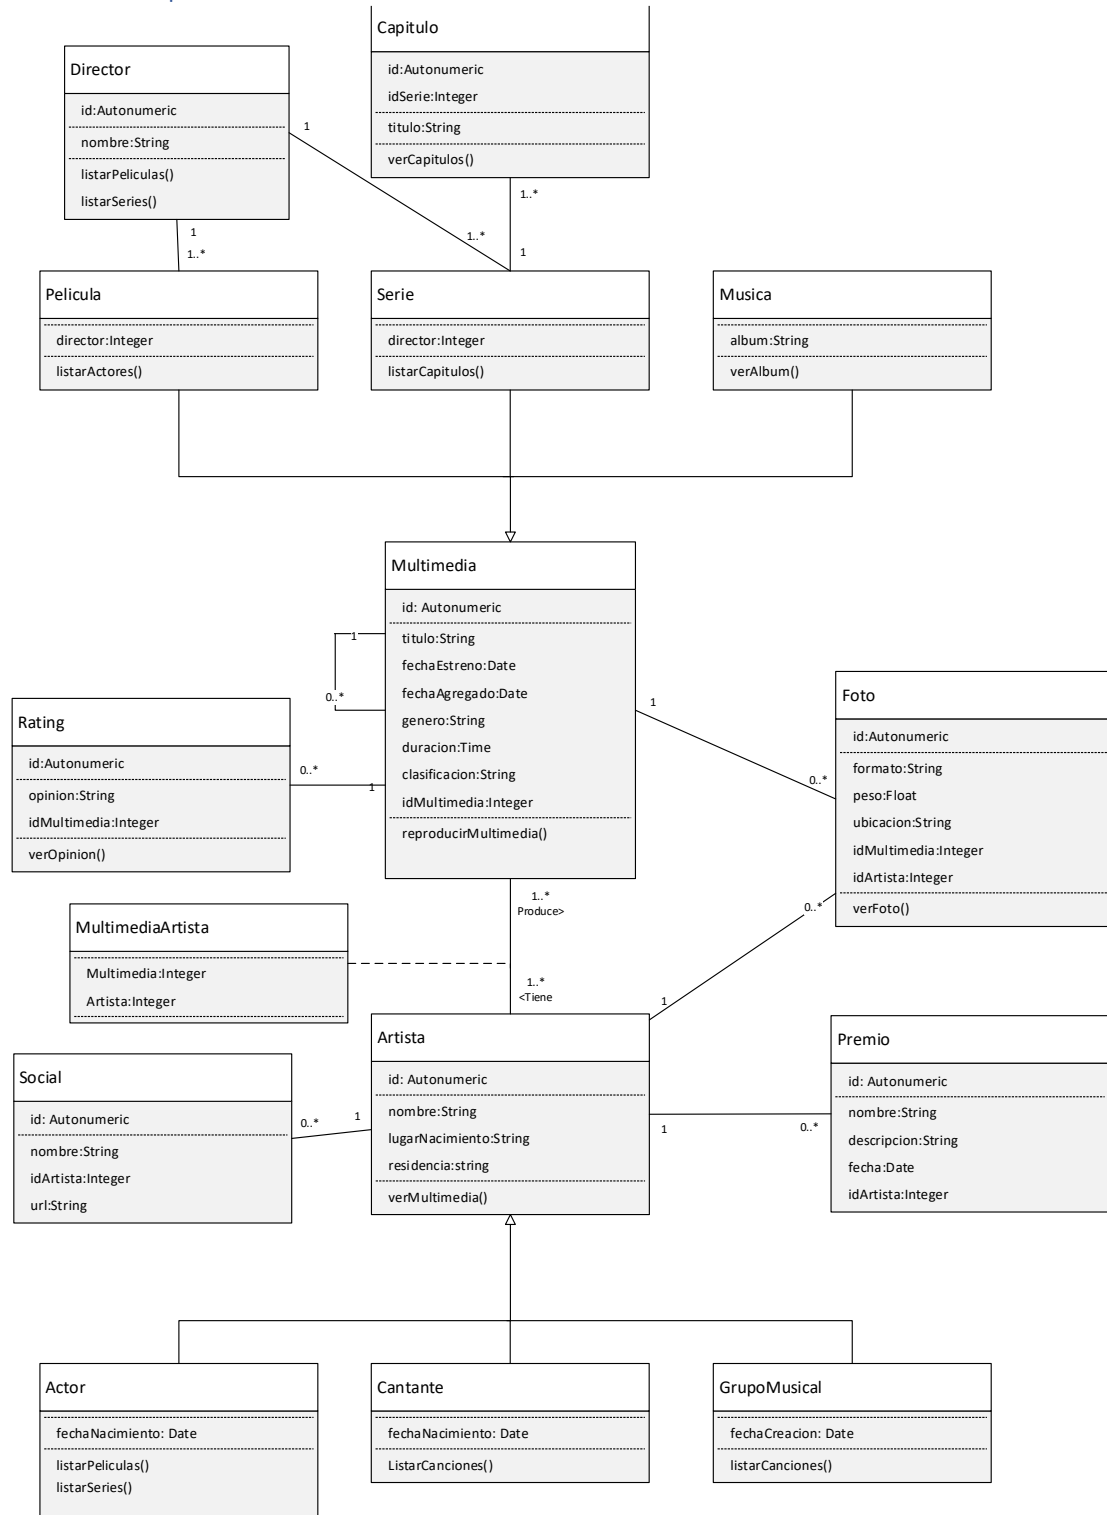 Capitulo
id:Autonumeric
idSerie:Integer
titulo:String
verCapitulos()
Director
id:Autonumeric
nombre:String
listarPeliculas()
listarSeries()
1
1..*
1..*
1
1
1..*
Pelicula
director:Integer
listarActores()
Serie
director:Integer
listarCapitulos()
Musica
album:String
verAlbum()
Multimedia
id: Autonumeric
titulo:String
fechaEstreno:Date
fechaAgregado:Date
genero:String
duracion:Time
clasificacion:String
idMultimedia:Integer
reproducirMultimedia()
1
0..*
Rating
id:Autonumeric
opinion:String
idMultimedia:Integer
verOpinion()
0..*
1
1
0..*
Foto
id:Autonumeric
formato:String
peso:Float
ubicacion:String
idMultimedia:Integer
idArtista:Integer
verFoto()
1..*
Produce>
MultimediaArtista
Multimedia:Integer
Artista:Integer
1..*
<Tiene
0..*
1
Artista
id: Autonumeric
nombre:String
lugarNacimiento:String
residencia:string
verMultimedia()
Social
id: Autonumeric
nombre:String
idArtista:Integer
url:String
0..*
1
1
0..*
Premio
id: Autonumeric
nombre:String
descripcion:String
fecha:Date
idArtista:Integer
Actor
fechaNacimiento: Date
listarPeliculas()
listarSeries()
Cantante
fechaNacimiento: Date
ListarCanciones()
GrupoMusical
fechaCreacion: Date
listarCanciones()